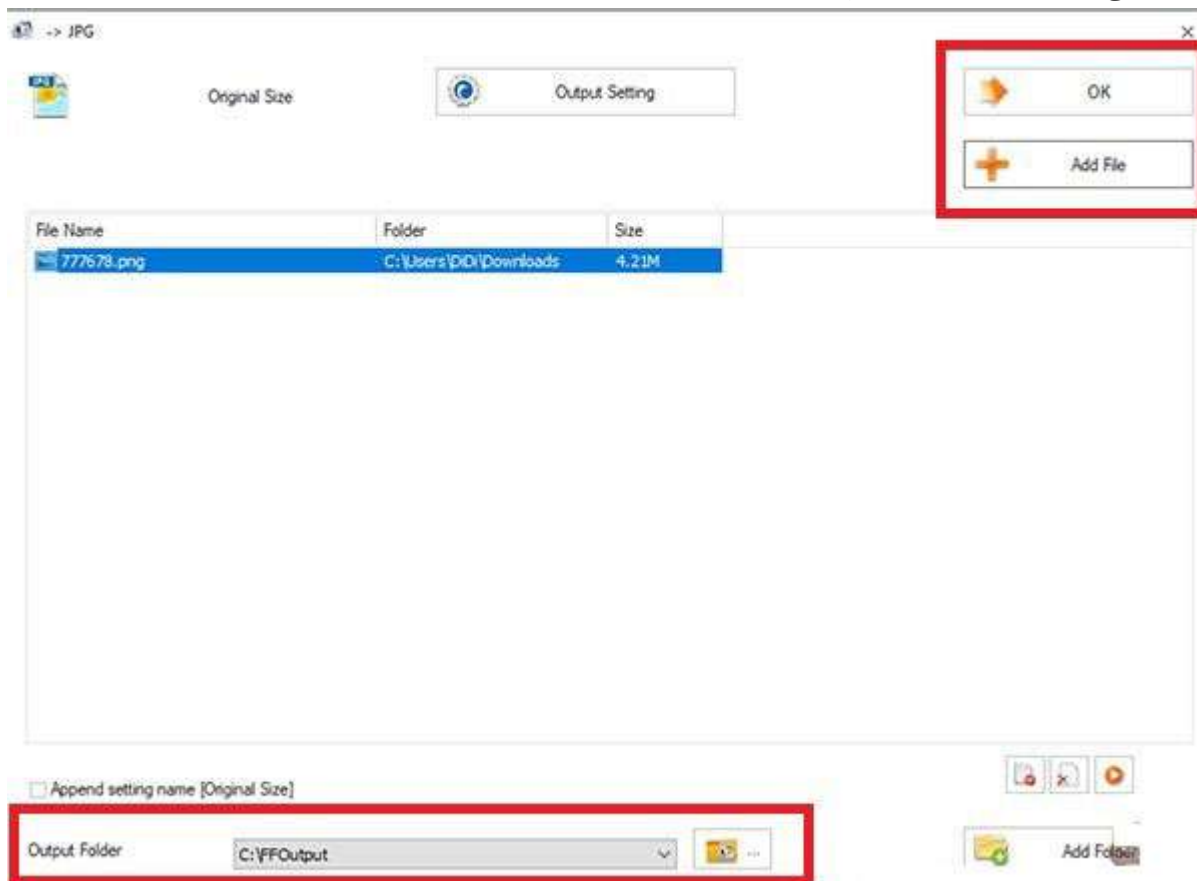 -> JPG
Original Size
Output Setting
OK
Add File
File Name Folder Size
777678.png C:\Users\DiDi\Downloads 4.21M
Append setting name [Original Size]
Output Folder C:\FFOutput ... Add Folder